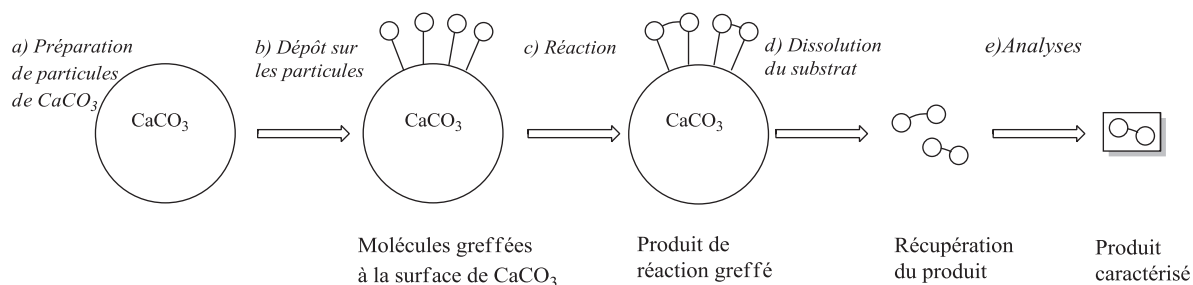 a) Préparation
de particules
de CaCO₃
b) Dépôt sur
les particules
c) Réaction
d) Dissolution
du substrat
e)Analyses
CaCO₃
CaCO₃
CaCO₃
Molécules greffées
à la surface de CaCO₃
Produit de
réaction greffé
Récupération
du produit
Produit
caractérisé